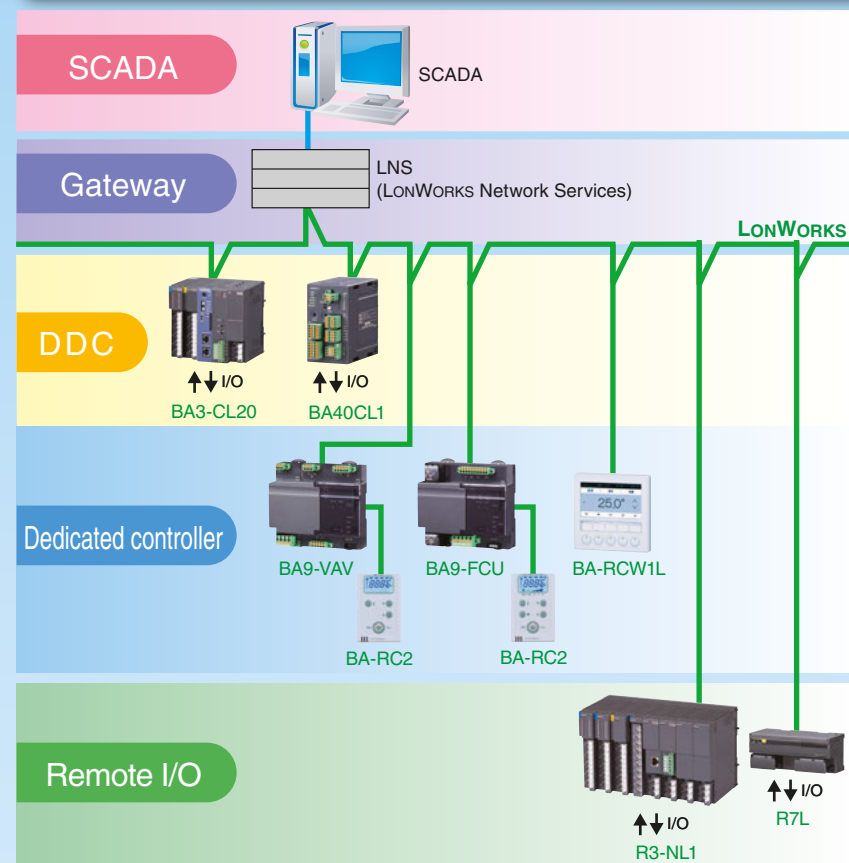 SCADA
SCADA
Gateway
LNS
(LONWORKS Network Services)
LONWORKS
DDC
I/O
BA3-CL20
I/O
BA40CL1
Dedicated controller
BA9-VAV
BA9-FCU
25.0°
BA-RCW1L
BA-RC2
BA-RC2
Remote I/O
I/O
R3-NL1
I/O
R7L